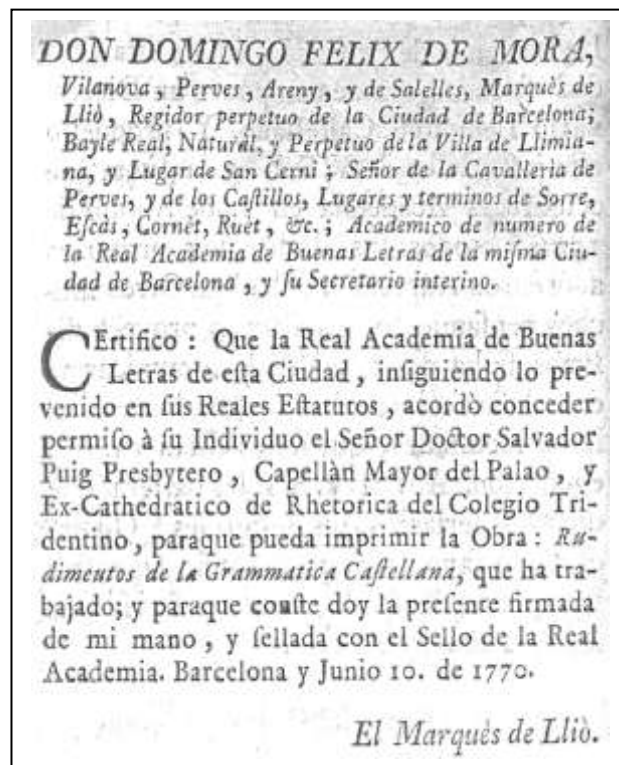 DON DOMINGO FELIX DE MORA,
Vilanova, Perves, Areny, y de Salelles, Marquès de
Lliò, Regidor perpetuo de la Ciudad de Barcelona;
Bayle Real, Natural, y Perpetuo de la Villa de Llimia-
na, y Lugar de San Cerni; Señor de la Cavalleria de
Perves, y de los Caſtillos, Lugares y terminos de Sorre,
Eſcàs, Cornèt, Ruèt, &c.; Academico de numero de
la Real Academia de Buenas Letras de la miſma Ciu-
dad de Barcelona, y ſu Secretario interino.
CErtifico: Que la Real Academia de Buenas
Letras de eſta Ciudad, inſiguiendo lo pre-
venido en ſus Reales Eſtatutos, acordò conceder
permiſo à ſu Individuo el Señor Doctor Salvador
Puig Presbytero, Capellàn Mayor del Palao, y
Ex-Cathedratico de Rhetorica del Colegio Tri-
dentino, paraque pueda imprimir la Obra: Ru-
dimentos de la Grammatica Caſtellana, que ha tra-
bajado; y paraque conſte doy la preſente firmada
de mi mano, y ſellada con el Sello de la Real
Academia. Barcelona y Junio 10. de 1770.
El Marquès de Lliò.